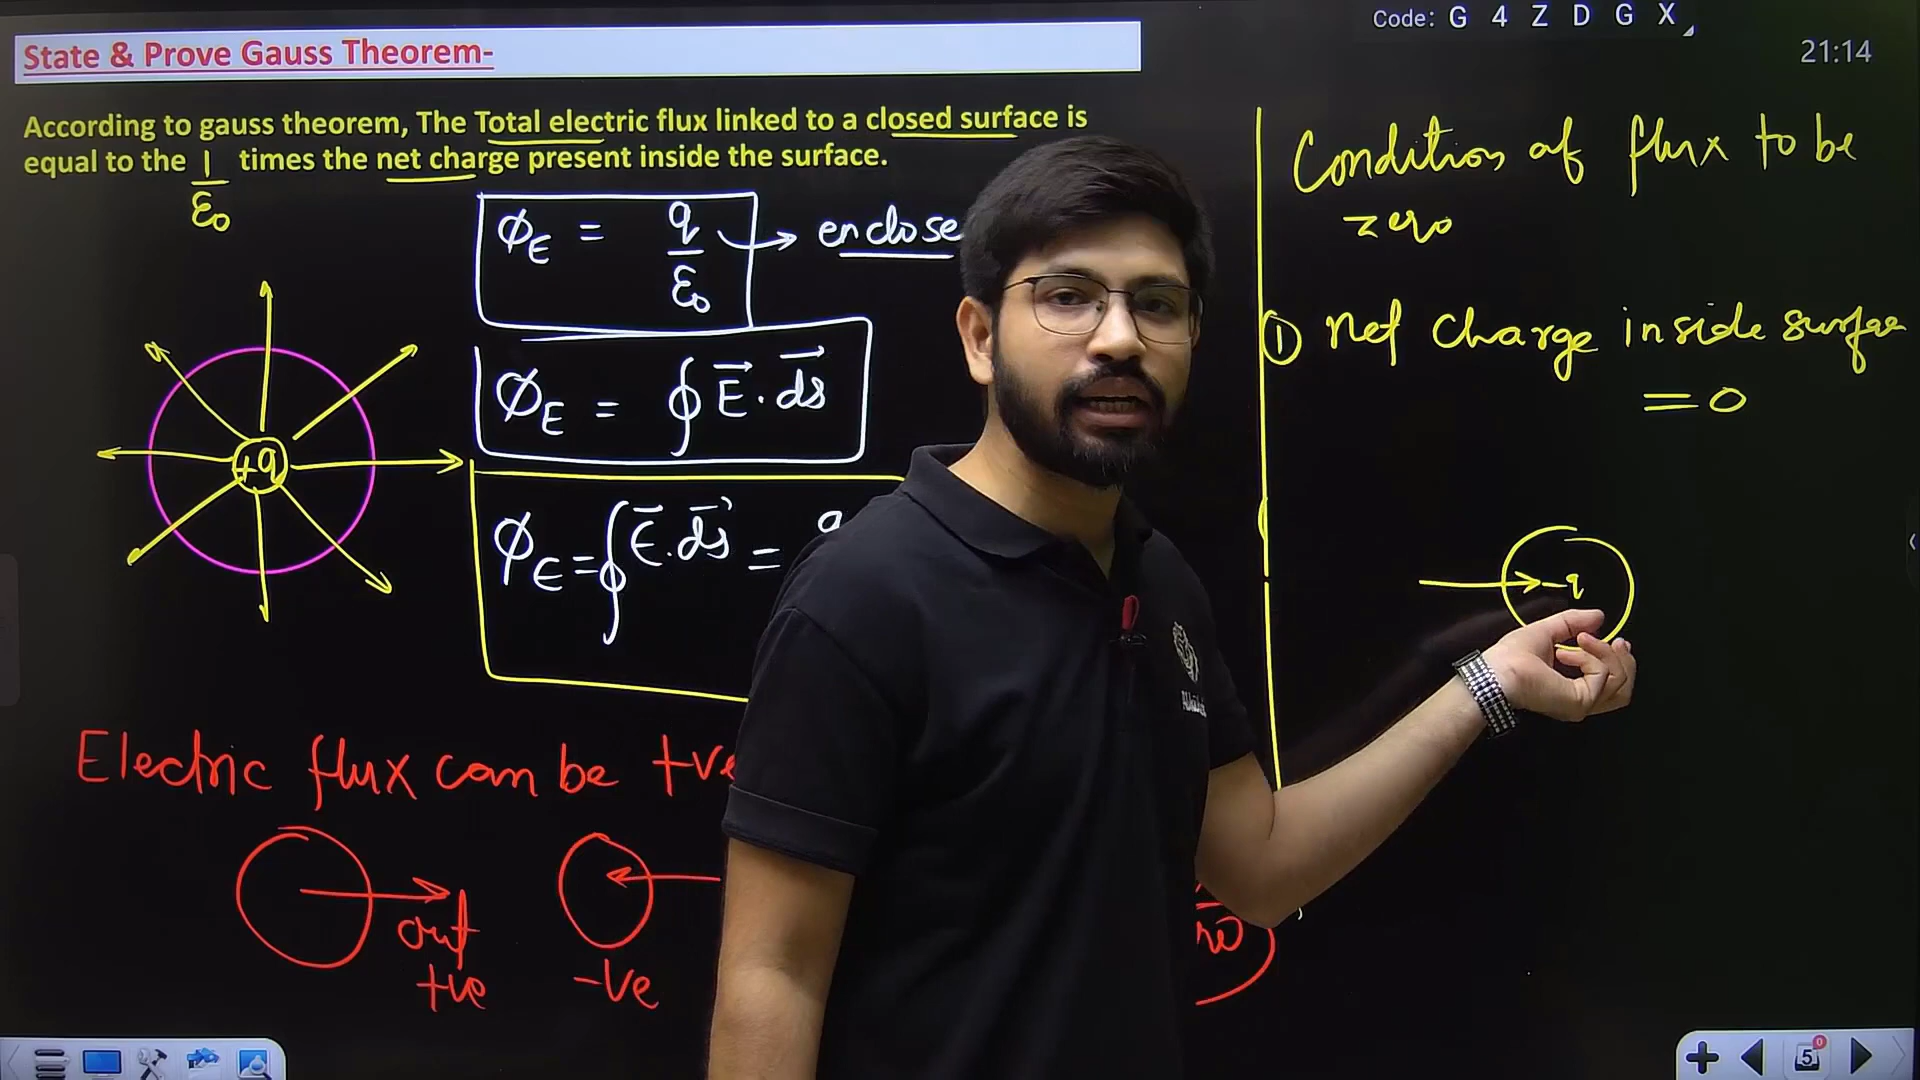 Code: G 4 Z D G X
21:14
State & Prove Gauss Theorem-
According to gauss theorem, The Total electric flux linked to a closed surface is
equal to the 1/ε0 times the net charge present inside the surface.
ϕE = q/ε0 → enclose
ϕE = ∮ E⃗ . ds⃗
ϕE = ∮ E⃗ . ds⃗ =
+q
Electric flux can be +ve
out
+ve
-ve
Condition of flux to be
zero
① Net charge inside surface
= 0
-q
5
0